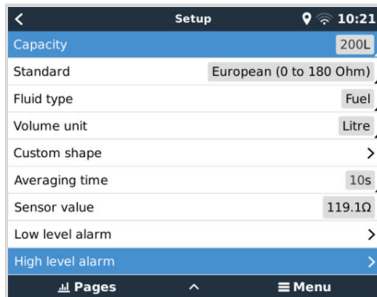 Setup 10:21
Capacity 200L
Standard European (0 to 180 Ohm)
Fluid type Fuel
Volume unit Litre
Custom shape
Averaging time 10s
Sensor value 119.1Ω
Low level alarm
High level alarm
Pages Menu